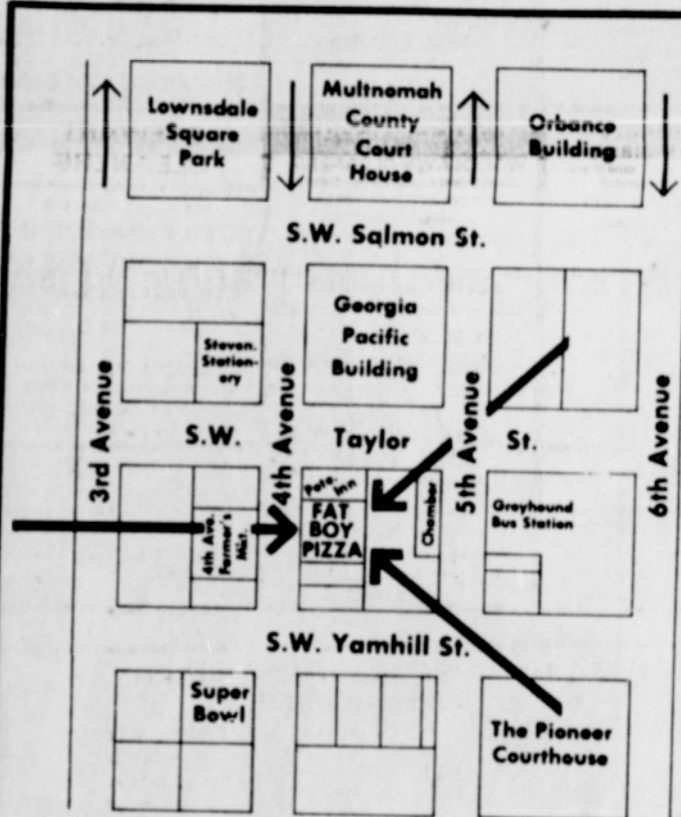 Lownsdale
Square
Park
Multnomah
County
Court
House
Orbance
Building
S.W. Sqlmon St.
Steven.
Station-
ery
Georgia
Pacific
Building
3rd Avenue
4th Avenue
5th Avenue
6th Avenue
S.W. Taylor St.
4th Ave.
Farmer's
Mkt.
Inn
FAT
BOY
PIZZA
Chamber
Greyhound
Bus Station
S.W. Yamhill St.
Super
Bowl
The Pioneer
Courthouse